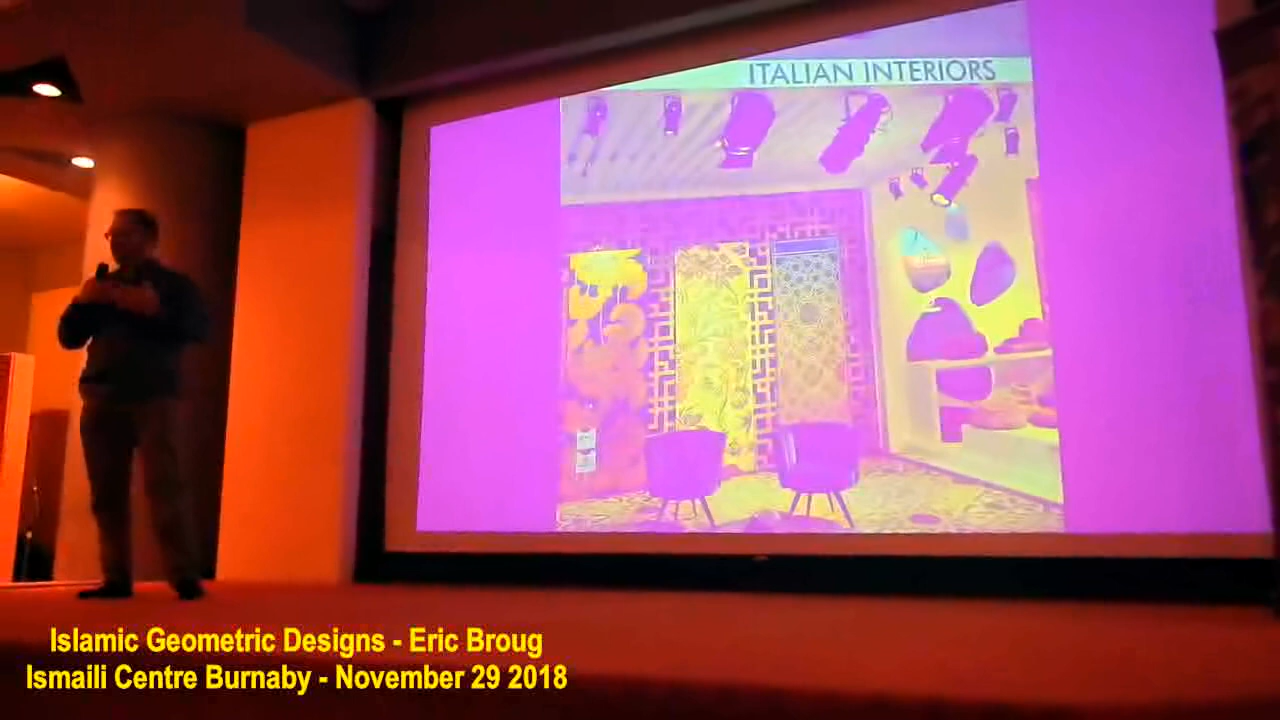 ITALIAN INTERIORS
Islamic Geometric Designs - Eric Broug
Ismaili Centre Burnaby - November 29 2018